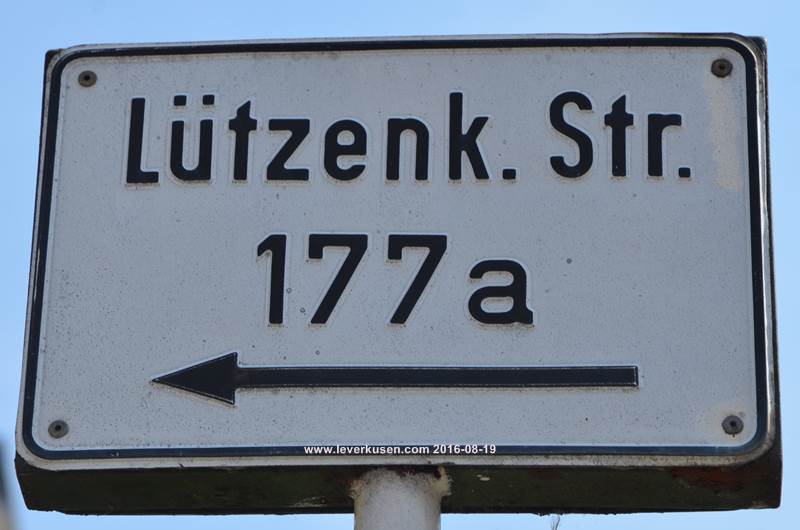 Lützenk. Str.
177a
www.leverkusen.com 2016-08-19